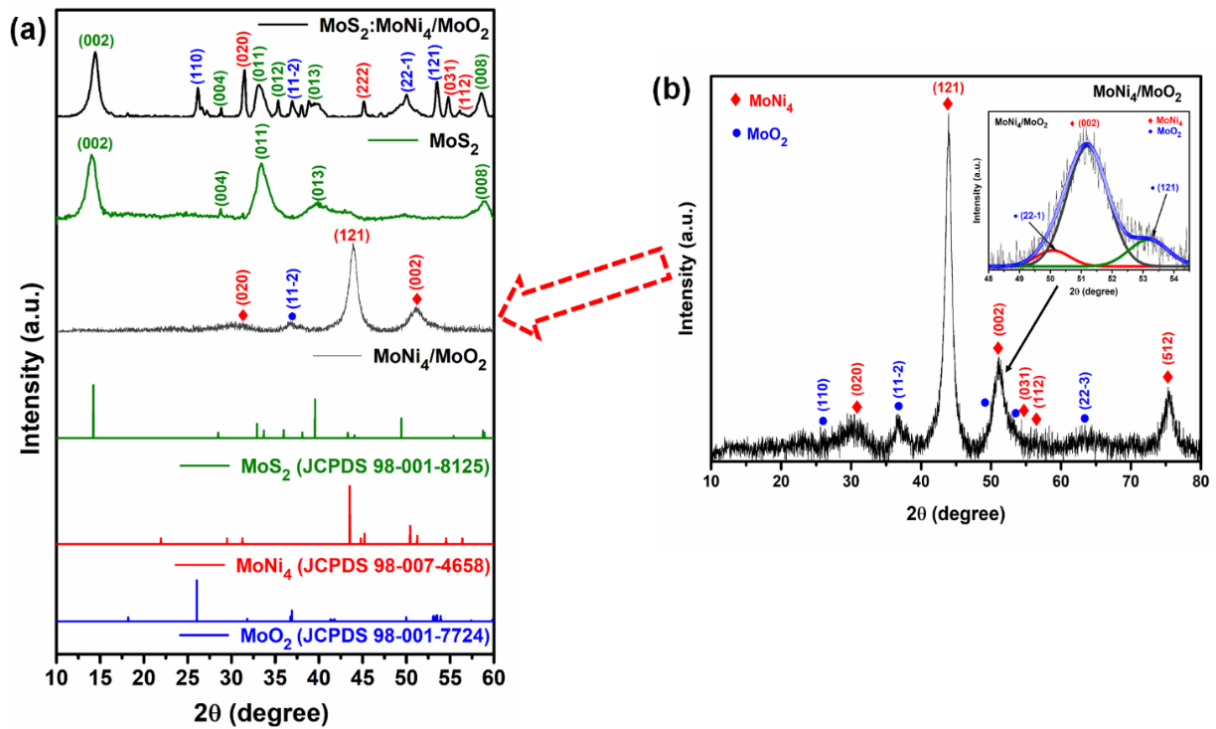 (a)
MoS2:MoNi4/MoO2
(002)
(110)
(004)
(020)
(011)
(012)
(11-2)
(013)
(222)
(22-1)
(121)
(031)
(112)
(008)
MoS2
(002)
(004)
(011)
(013)
(008)
(020)
(11-2)
(121)
(002)
MoNi4/MoO2
MoS2 (JCPDS 98-001-8125)
MoNi4 (JCPDS 98-007-4658)
MoO2 (JCPDS 98-001-7724)
10 15 20 25 30 35 40 45 50 55 60
2θ (degree)
Intensity (a.u.)
(b)
MoNi4
MoO2
(121)
MoNi4/MoO2
(110)
(020)
(11-2)
(002)
(031)
(112)
(22-3)
(512)
10 20 30 40 50 60 70 80
2θ (degree)
Intensity (a.u.)
MoNi4/MoO2
(002)
MoNi4
MoO2
(22-1)
(121)
48 49 50 51 52 53 54
2θ (degree)
Intensity (a.u.)